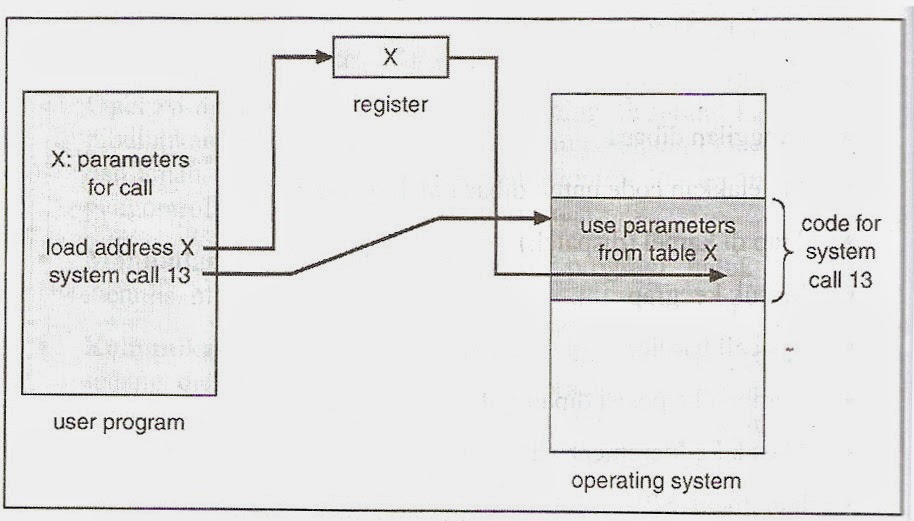 X
register
X: parameters
for call
load address X
system call 13
user program
use parameters
from table X
code for
system
call 13
operating system